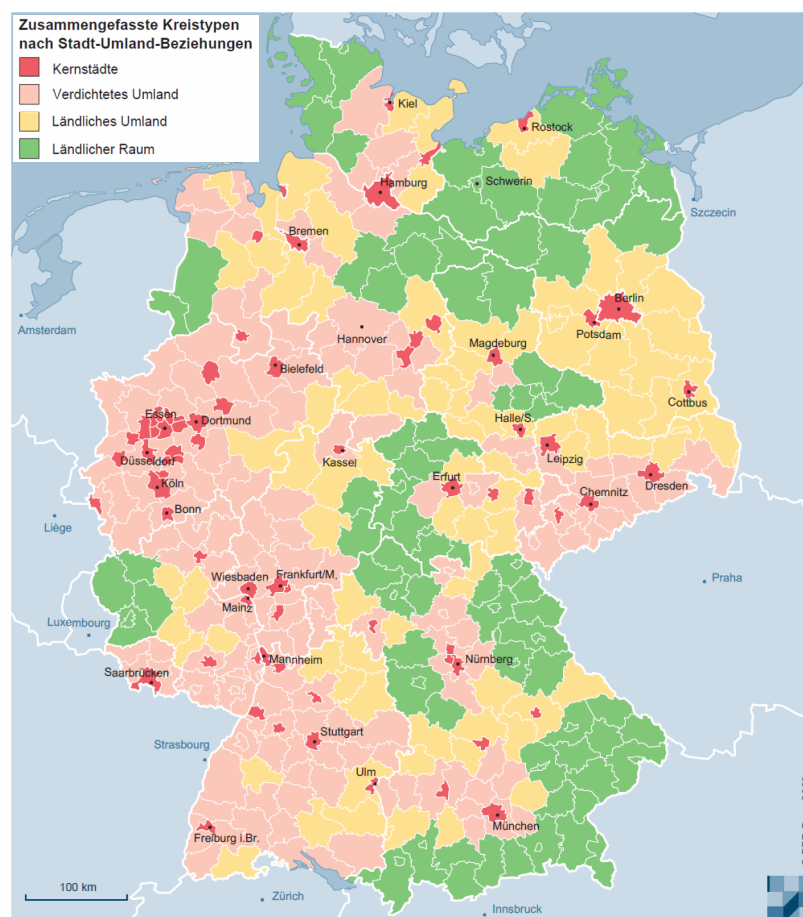 Zusammengefasste Kreistypen
nach Stadt-Umland-Beziehungen
Kernstädte
Verdichtetes Umland
Ländliches Umland
Ländlicher Raum
Kiel
Rostock
Hamburg
Schwerin
Szczecin
Bremen
Berlin
Potsdam
Amsterdam
Hannover
Magdeburg
Bielefeld
Cottbus
Essen
Dortmund
Halle/S.
Düsseldorf
Kassel
Leipzig
Köln
Erfurt
Dresden
Chemnitz
Bonn
Liège
Wiesbaden
Frankfurt/M.
Praha
Mainz
Luxembourg
Mannheim
Nürnberg
Saarbrücken
Stuttgart
Strasbourg
Ulm
München
Freiburg i.Br.
100 km
Zürich
Innsbruck